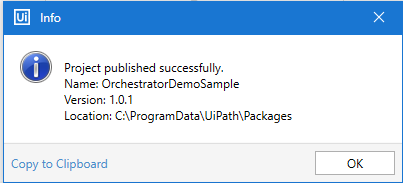 Ui Info
Project published successfully.
Name: OrchestratorDemoSample
Version: 1.0.1
Location: C:\ProgramData\UiPath\Packages
Copy to Clipboard
OK